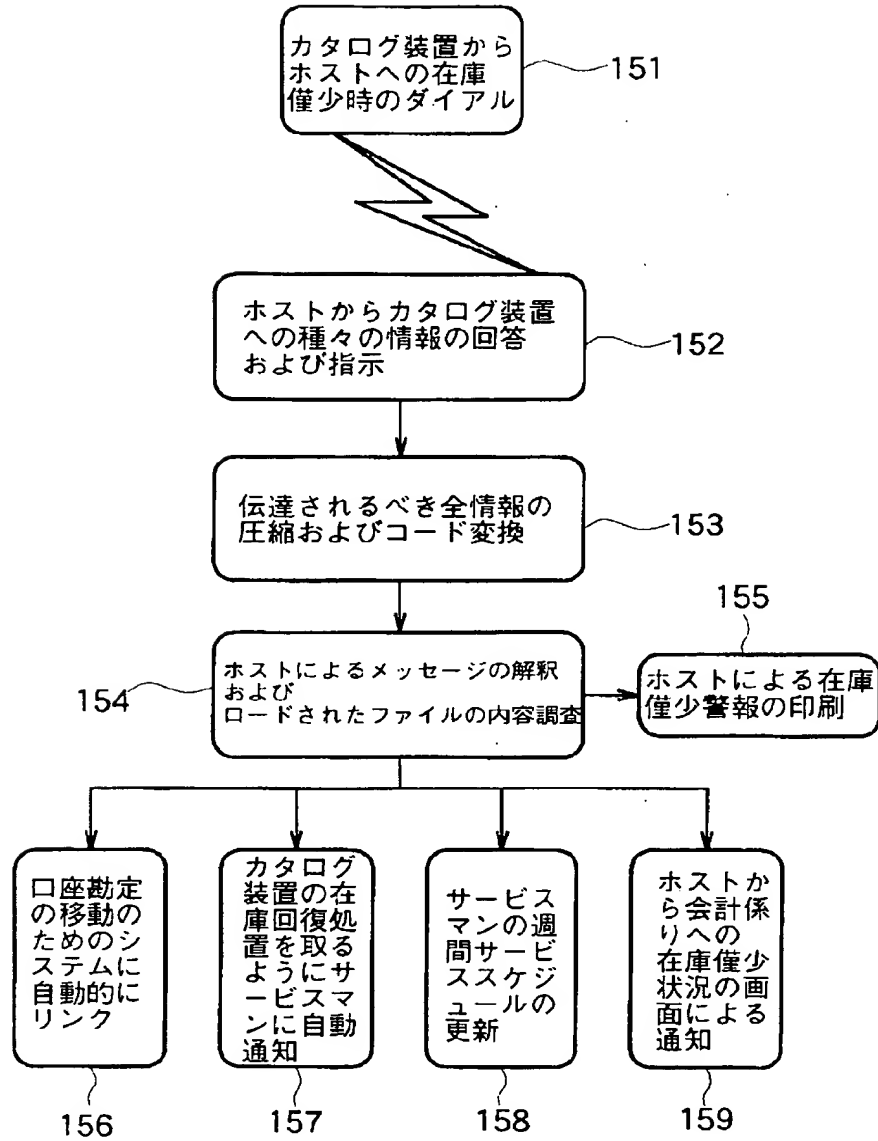 カタログ装置から
ホストへの在庫
僅少時のダイアル
151
ホストからカタログ装置
への種々の情報の回答
および指示
152
伝達されるべき全情報の
圧縮およびコード変換
153
155
ホストによるメッセージの解釈
および
ロードされたファイルの内容調査
154
ホストによる在庫
僅少警報の印刷
口座勘定
の移動の
ためのシ
ステムに
自動的に
リンク
カタログ
装置の在
庫回復処
置を取る
ようにサ
ービスマ
ンに自動
通知
サービス
マンの週
間サービ
ススケジ
ュールの
更新
ホストか
ら会計係
りへの
在庫僅少
状況の画
面による
通知
156
157
158
159